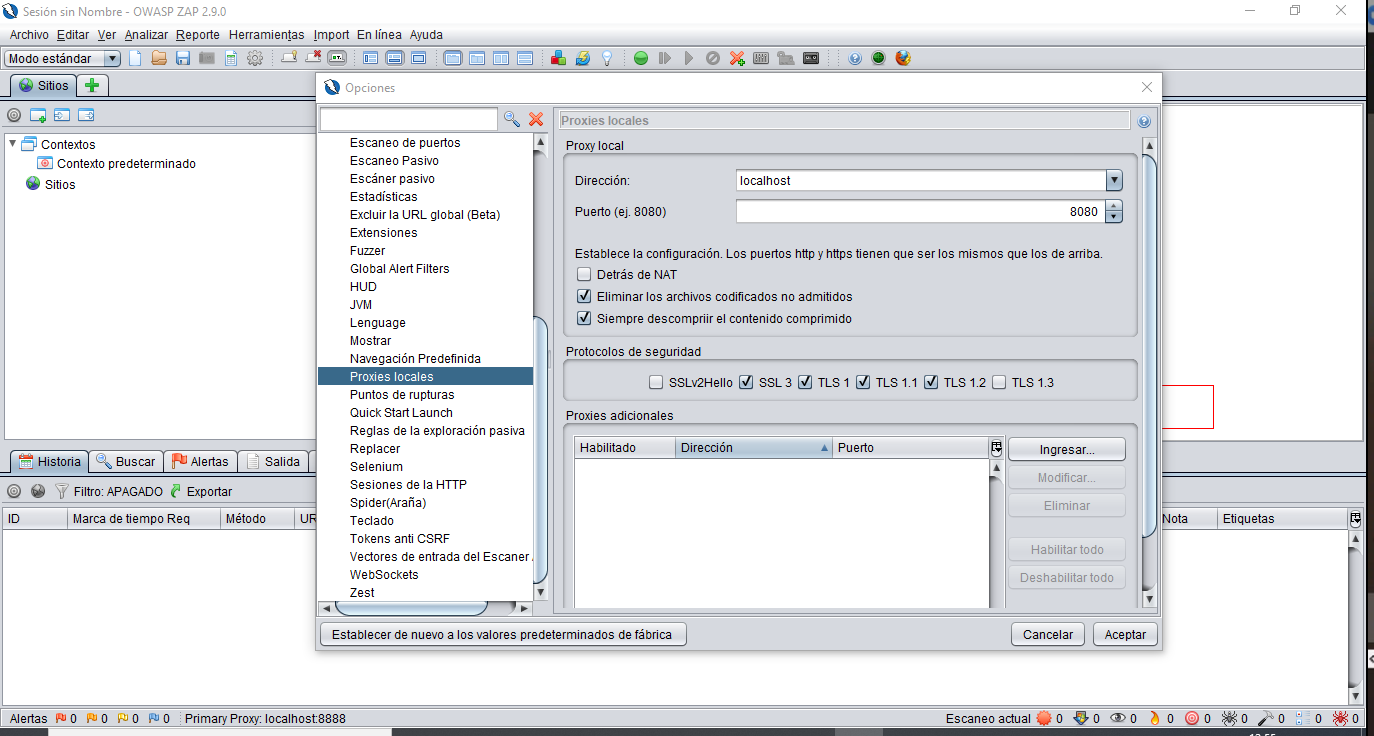 Sesión sin Nombre - OWASP ZAP 2.9.0
Archivo Editar Ver Analizar Reporte Herramientas Import En línea Ayuda
Modo estándar
Sitios
Contextos
Contexto predeterminado
Sitios
Opciones
Escaneo de puertos
Escaneo Pasivo
Escáner pasivo
Estadísticas
Excluir la URL global (Beta)
Extensiones
Fuzzer
Global Alert Filters
HUD
JVM
Lenguage
Mostrar
Navegación Predefinida
Proxies locales
Puntos de rupturas
Quick Start Launch
Reglas de la exploración pasiva
Replacer
Selenium
Sesiones de la HTTP
Spider(Araña)
Teclado
Tokens anti CSRF
Vectores de entrada del Escaner
WebSockets
Zest
Proxies locales
Proxy local
Dirección: localhost
Puerto (ej. 8080) 8080
Establece la configuración. Los puertos http y https tienen que ser los mismos que los de arriba.
Detrás de NAT
Eliminar los archivos codificados no admitidos
Siempre descomprir el contenido comprimido
Protocolos de seguridad
SSLv2Hello SSL 3 TLS 1 TLS 1.1 TLS 1.2 TLS 1.3
Proxies adicionales
Habilitado Dirección Puerto
Ingresar...
Modificar...
Eliminar
Habilitar todo
Deshabilitar todo
Establecer de nuevo a los valores predeterminados de fábrica Cancelar Aceptar
Historia Buscar Alertas Salida
Filtro: APAGADO Exportar
ID Marca de tiempo Req Método UR Nota Etiquetas
Alertas 0 0 0 0 Primary Proxy: localhost:8888 Escaneo actual 0 0 0 0 0 0 0 0 0